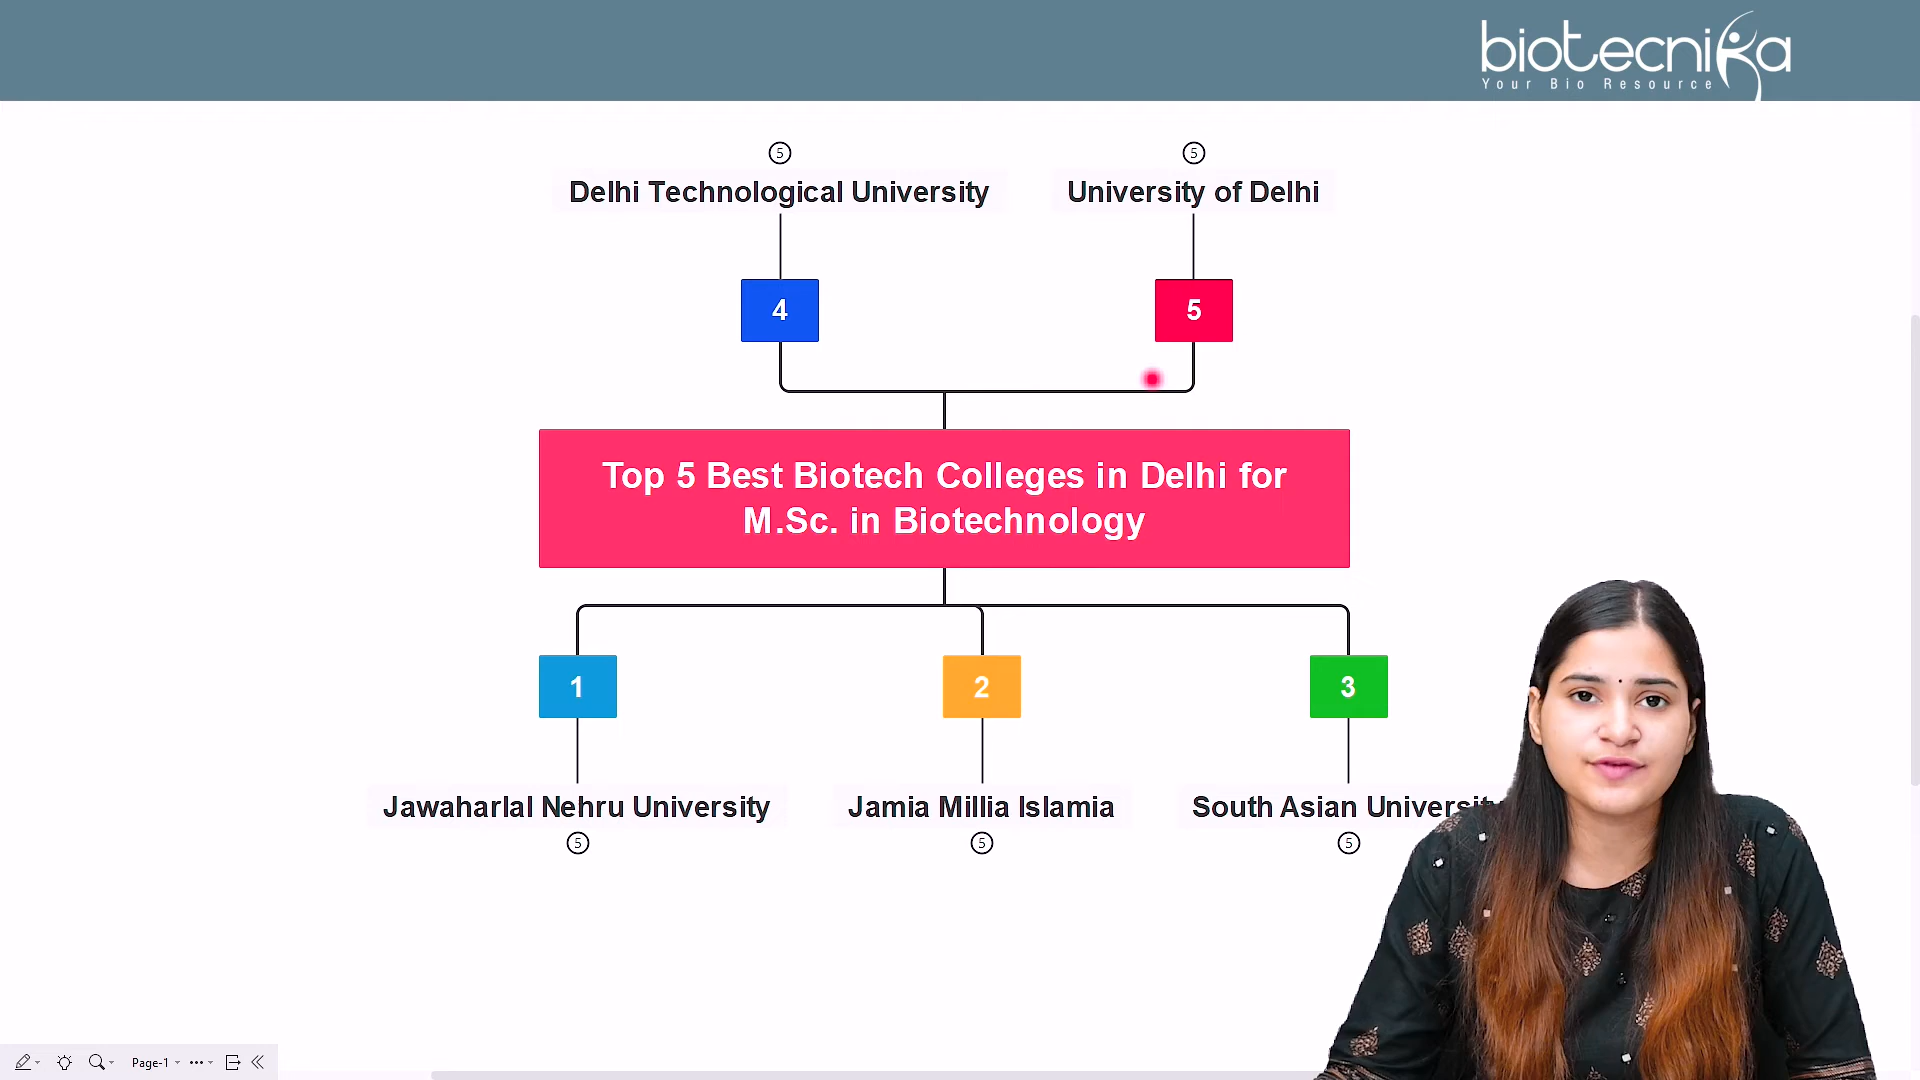 biotecnika
Your Bio Resource
5
5
Delhi Technological University
University of Delhi
4
5
Top 5 Best Biotech Colleges in Delhi for
M.Sc. in Biotechnology
1
2
3
Jawaharlal Nehru University
Jamia Millia Islamia
South Asian University
5
5
5
Page-1